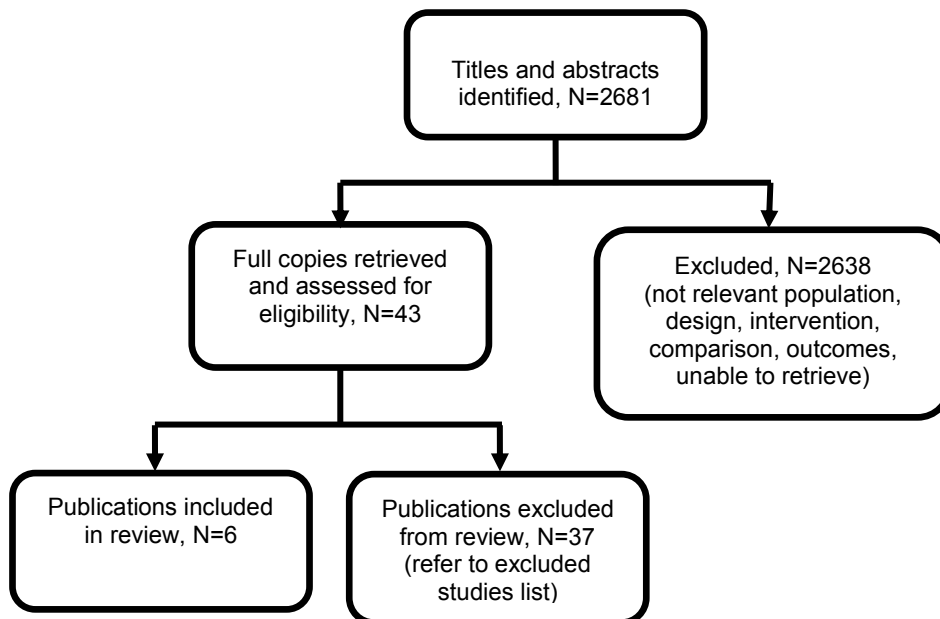 Titles and abstracts
identified, N=2681
Full copies retrieved
and assessed for
eligibility, N=43
Excluded, N=2638
(not relevant population,
design, intervention,
comparison, outcomes,
unable to retrieve)
Publications included
in review, N=6
Publications excluded
from review, N=37
(refer to excluded
studies list)